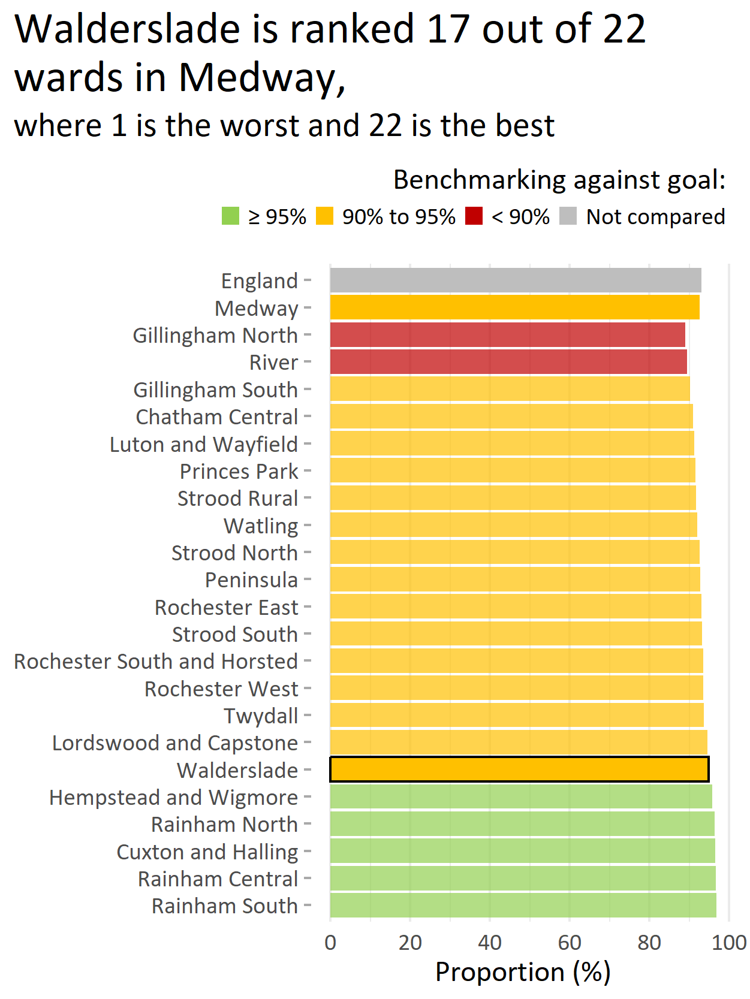 Walderslade is ranked 17 out of 22
wards in Medway,
where 1 is the worst and 22 is the best
Benchmarking against goal:
≥ 95% 90% to 95% < 90% Not compared
England
Medway
Gillingham North
River
Gillingham South
Chatham Central
Luton and Wayfield
Princes Park
Strood Rural
Watling
Strood North
Peninsula
Rochester East
Strood South
Rochester South and Horsted
Rochester West
Twydall
Lordswood and Capstone
Walderslade
Hempstead and Wigmore
Rainham North
Cuxton and Halling
Rainham Central
Rainham South
0 20 40 60 80 100
Proportion (%)